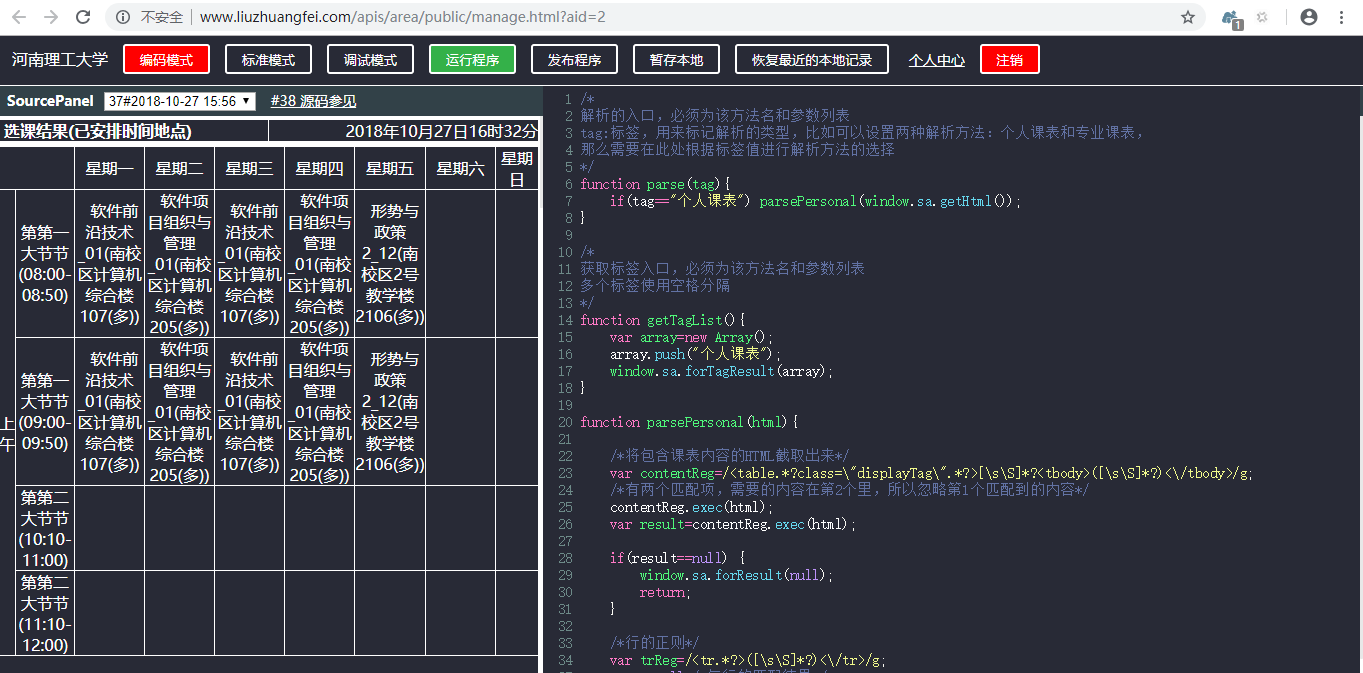 不安全 www.liuzhuangfei.com/apis/area/public/manage.html?aid=2 1
河南理工大学 编码模式 标准模式 调试模式 运行程序 发布程序 暂存本地 恢复最近的本地记录 个人中心 注销
SourcePanel 37#2018-10-27 15:56 #38 源码参见
选课结果(已安排时间地点) 2018年10月27日16时32分
星期一 星期二 星期三 星期四 星期五 星期六 星期日
上午
第第一大节节(08:00-08:50)
软件前沿技术_01(南校区计算机综合楼107(多))
软件项目组织与管理_01(南校区计算机综合楼205(多))
软件前沿技术_01(南校区计算机综合楼107(多))
软件项目组织与管理_01(南校区计算机综合楼205(多))
形势与政策2_12(南校区2号教学楼2106(多))
第第一大节节(09:00-09:50)
软件前沿技术_01(南校区计算机综合楼107(多))
软件项目组织与管理_01(南校区计算机综合楼205(多))
软件前沿技术_01(南校区计算机综合楼107(多))
软件项目组织与管理_01(南校区计算机综合楼205(多))
形势与政策2_12(南校区2号教学楼2106(多))
第第二大节节(10:10-11:00)
第第二大节节(11:10-12:00)
1 /*
2 解析的入口，必须为该方法名和参数列表
3 tag:标签，用来标记解析的类型，比如可以设置两种解析方法：个人课表和专业课表，
4 那么需要在此处根据标签值进行解析方法的选择
5 */
6 function parse(tag){
7 if(tag=="个人课表") parsePersonal(window.sa.getHtml());
8 }
9
10 /*
11 获取标签入口，必须为该方法名和参数列表
12 多个标签使用空格分隔
13 */
14 function getTagList(){
15 var array=new Array();
16 array.push("个人课表");
17 window.sa.forTagResult(array);
18 }
19
20 function parsePersonal(html){
21
22 /*将包含课表内容的HTML截取出来*/
23 var contentReg=/<table.*?class=\"displayTag\".*?>[\s\S]*?<tbody>([\s\S]*?)<\/tbody>/g;
24 /*有两个匹配项，需要的内容在第2个里，所以忽略第1个匹配到的内容*/
25 contentReg.exec(html);
26 var result=contentReg.exec(html);
27
28 if(result==null) {
29 window.sa.forResult(null);
30 return;
31 }
32
33 /*行的正则*/
34 var trReg=/<tr.*?>([\s\S]*?)<\/tr>/g;